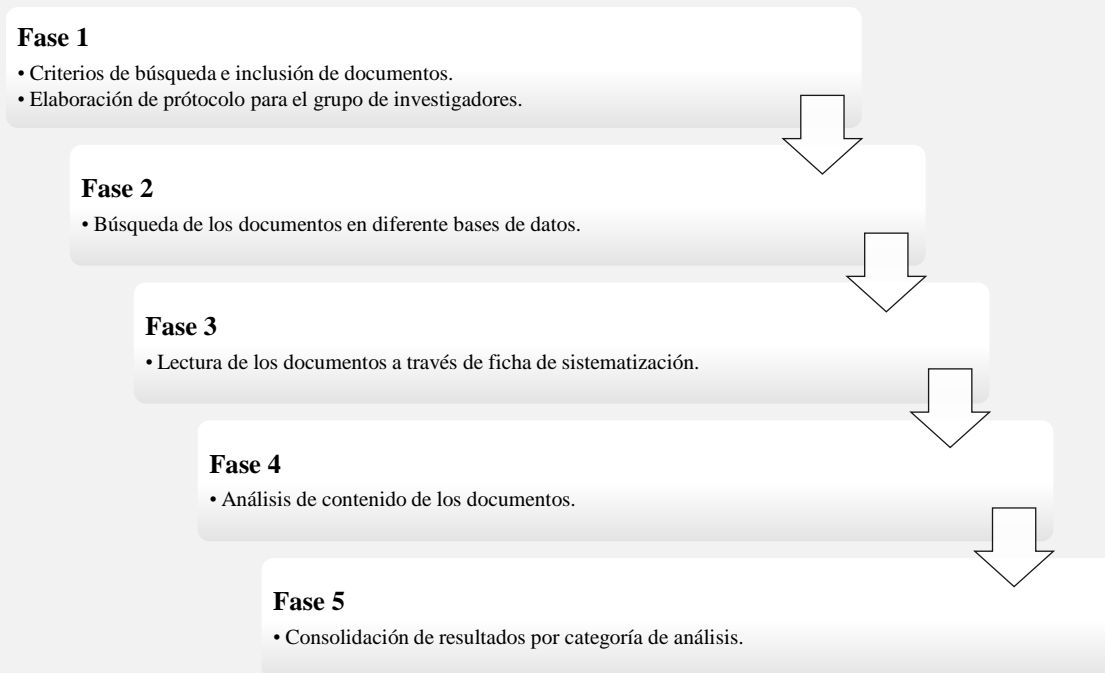 Fase 1
• Criterios de búsqueda e inclusión de documentos.
• Elaboración de prótocolo para el grupo de investigadores.
Fase 2
• Búsqueda de los documentos en diferente bases de datos.
Fase 3
• Lectura de los documentos a través de ficha de sistematización.
Fase 4
• Análisis de contenido de los documentos.
Fase 5
• Consolidación de resultados por categoría de análisis.